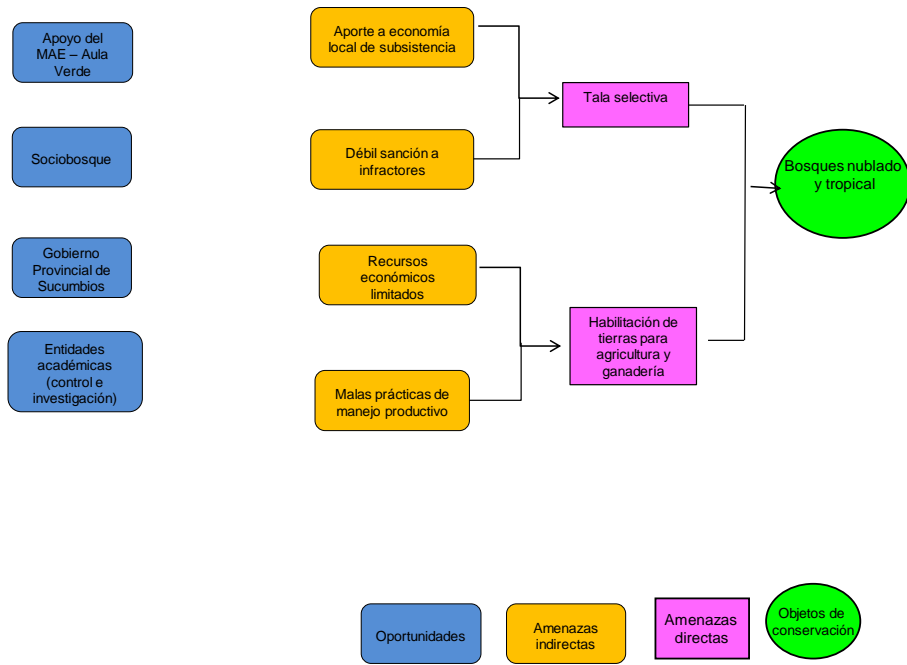 Apoyo del
MAE – Aula
Verde
Sociobosque
Gobierno
Provincial de
Sucumbios
Entidades
académicas
(control e
investigación)
Aporte a economía
local de subsistencia
Débil sanción a
infractores
Recursos
económicos
limitados
Malas prácticas de
manejo productivo
Tala selectiva
Habilitación de
tierras para
agricultura y
ganadería
Bosques nublado
y tropical
Oportunidades
Amenazas
indirectas
Amenazas
directas
Objetos de
conservación